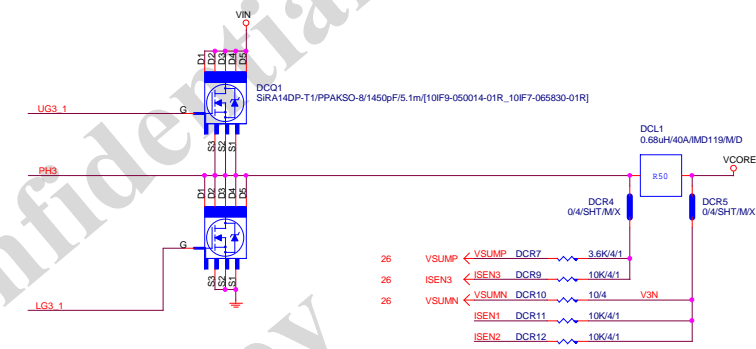 VIN
D1 D2 D3 D4 D5
DCQ1
SiRA14DP-T1/PPAKSO-8/1450pF/5.1m/[10IF9-050014-01R_10IF7-065830-01R]
UG3_1
G
S3 S2 S1
DCL1
0.68uH/40A/IMD119/M/D
PH3
R50
VCORE
D1 D2 D3 D4 D5
DCR4
0/4/SHT/M/X
DCR5
0/4/SHT/M/X
G
S3 S2 S1
26 VSUMP VSUMP DCR7 3.6K/4/1
26 ISEN3 ISEN3 DCR9 10K/4/1
26 VSUMN VSUMN DCR10 10/4 V3N
LG3_1
ISEN1 DCR11 10K/4/1
ISEN2 DCR12 10K/4/1